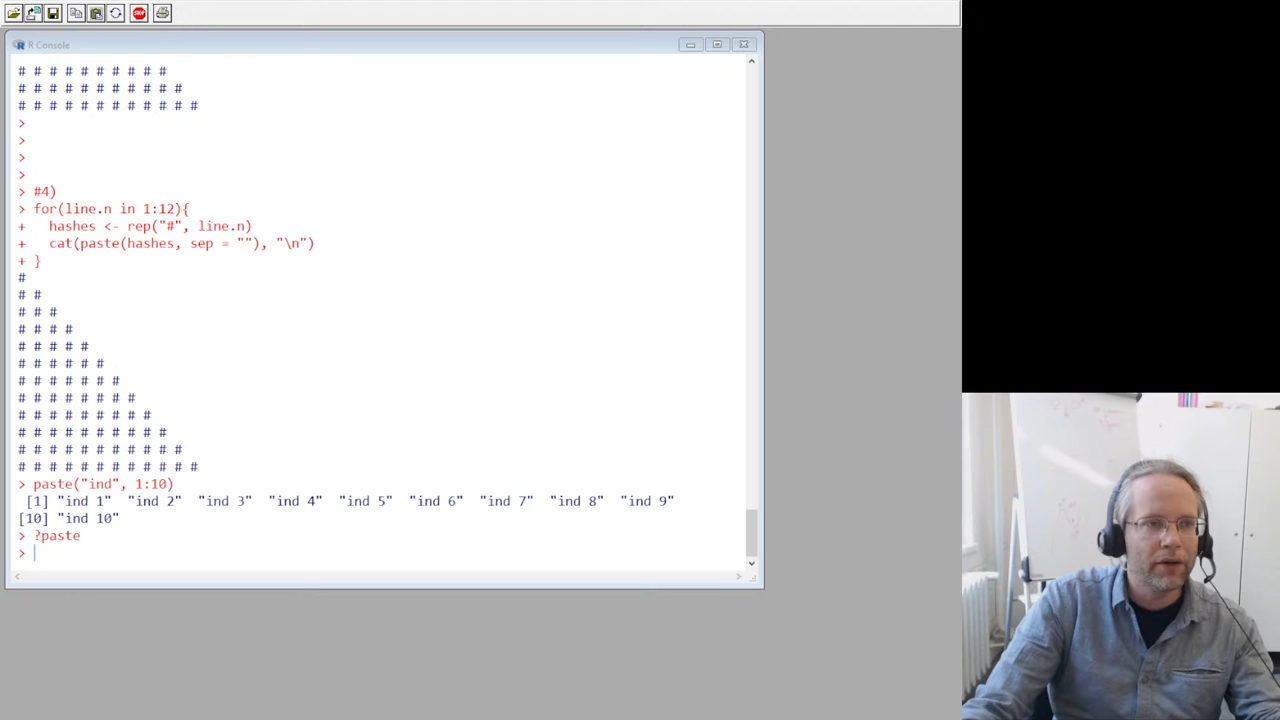 STOP
R Console
# # # # # # # # # #
# # # # # # # # # # #
# # # # # # # # # # # #
>
>
>
>
> #4)
> for(line.n in 1:12){
+   hashes <- rep("#", line.n)
+   cat(paste(hashes, sep = ""), "\n")
+ }
#
# #
# # #
# # # #
# # # # #
# # # # # #
# # # # # # #
# # # # # # # #
# # # # # # # # #
# # # # # # # # # #
# # # # # # # # # # #
# # # # # # # # # # # #
> paste("ind", 1:10)
[1] "ind 1"  "ind 2"  "ind 3"  "ind 4"  "ind 5"  "ind 6"  "ind 7"  "ind 8"  "ind 9"
[10] "ind 10"
> ?paste
>